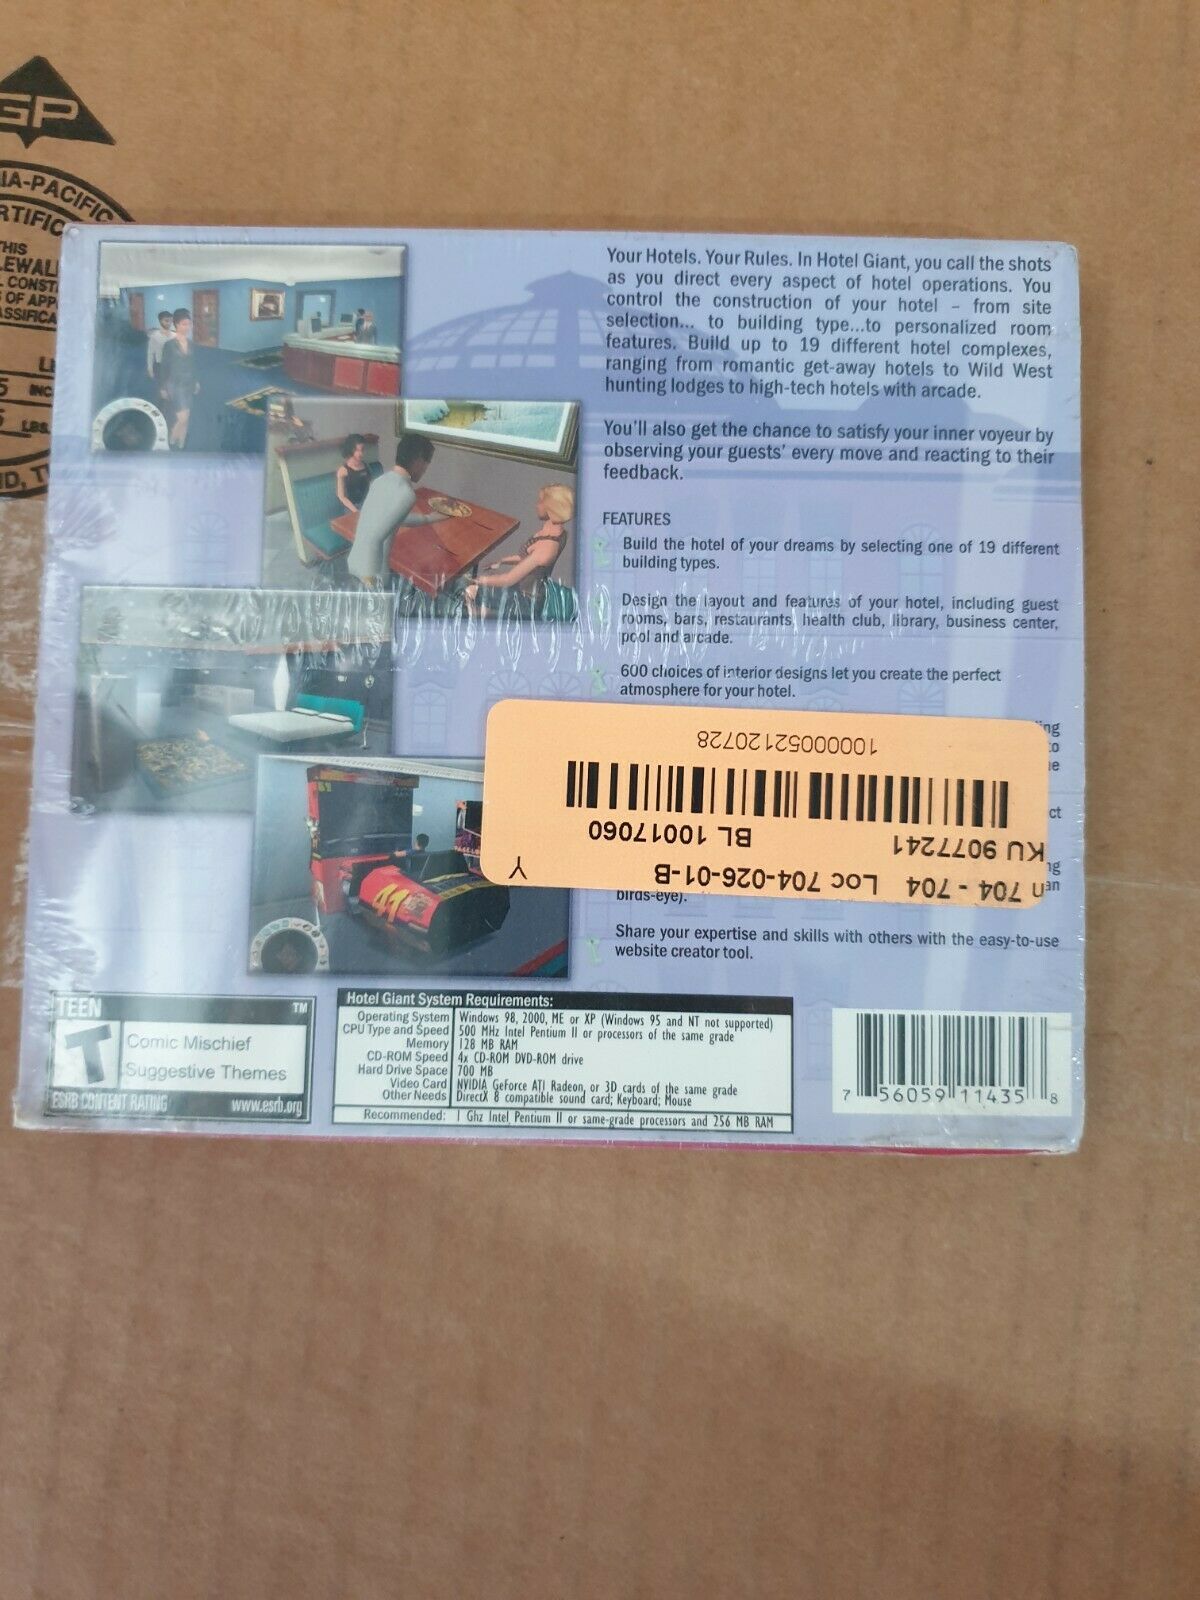 GP
IA-PACIFIC
THIS
LBS.
Your Hotels. Your Rules. In Hotel Giant, you call the shots
as you direct every aspect of hotel operations. You
control the construction of your hotel – from site
selection... to building type...to personalized room
features. Build up to 19 different hotel complexes,
ranging from romantic get-away hotels to Wild West
hunting lodges to high-tech hotels with arcade.
You'll also get the chance to satisfy your inner voyeur by
observing your guests' every move and reacting to their
feedback.
FEATURES
Build the hotel of your dreams by selecting one of 19 different
building types.
Design the layout and features of your hotel, including guest
rooms, bars, restaurants, health club, library, business center,
pool and arcade.
600 choices of interior designs let you create the perfect
atmosphere for your hotel.
1000052120728
BL 10017060
KU 9077241
704 - 704 Loc 704-026-01-B
Y
birds-eye).
Share your expertise and skills with others with the easy-to-use
website creator tool.
41
TEEN TM
T
Comic Mischief
Suggestive Themes
ESRB CONTENT RATING www.esrb.org
Hotel Giant System Requirements:
Operating System Windows 98, 2000, ME or XP (Windows 95 and NT not supported)
CPU Type and Speed 500 MHz Intel Pentium II or processors of the same grade
Memory 128 MB RAM
CD-ROM Speed 4x CD-ROM DVD-ROM drive
Hard Drive Space 700 MB
Video Card NVIDIA GeForce ATI Radeon, or 3D cards of the same grade
Other Needs DirectX 8 compatible sound card; Keyboard; Mouse
Recommended: 1 Ghz Intel Pentium II or same-grade processors and 256 MB RAM
7 56059 11435 8